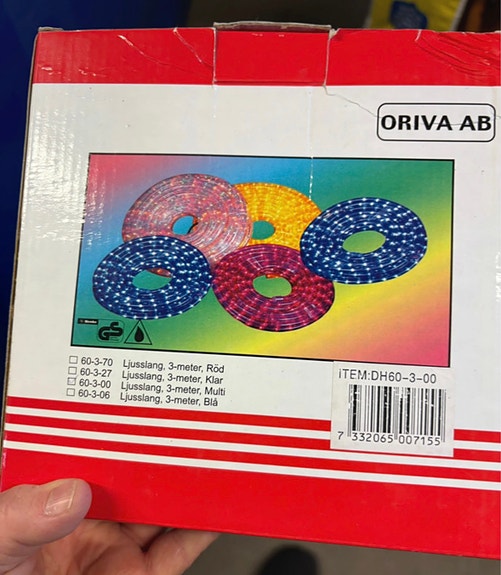 ORIVA AB
GS
60-3-70 Ljusslang, 3-meter, Röd
60-3-27 Ljusslang, 3-meter, Klar
60-3-00 Ljusslang, 3-meter, Multi
60-3-06 Ljusslang, 3-meter, Blå
iTEM:DH60-3-00
7 332065 007155